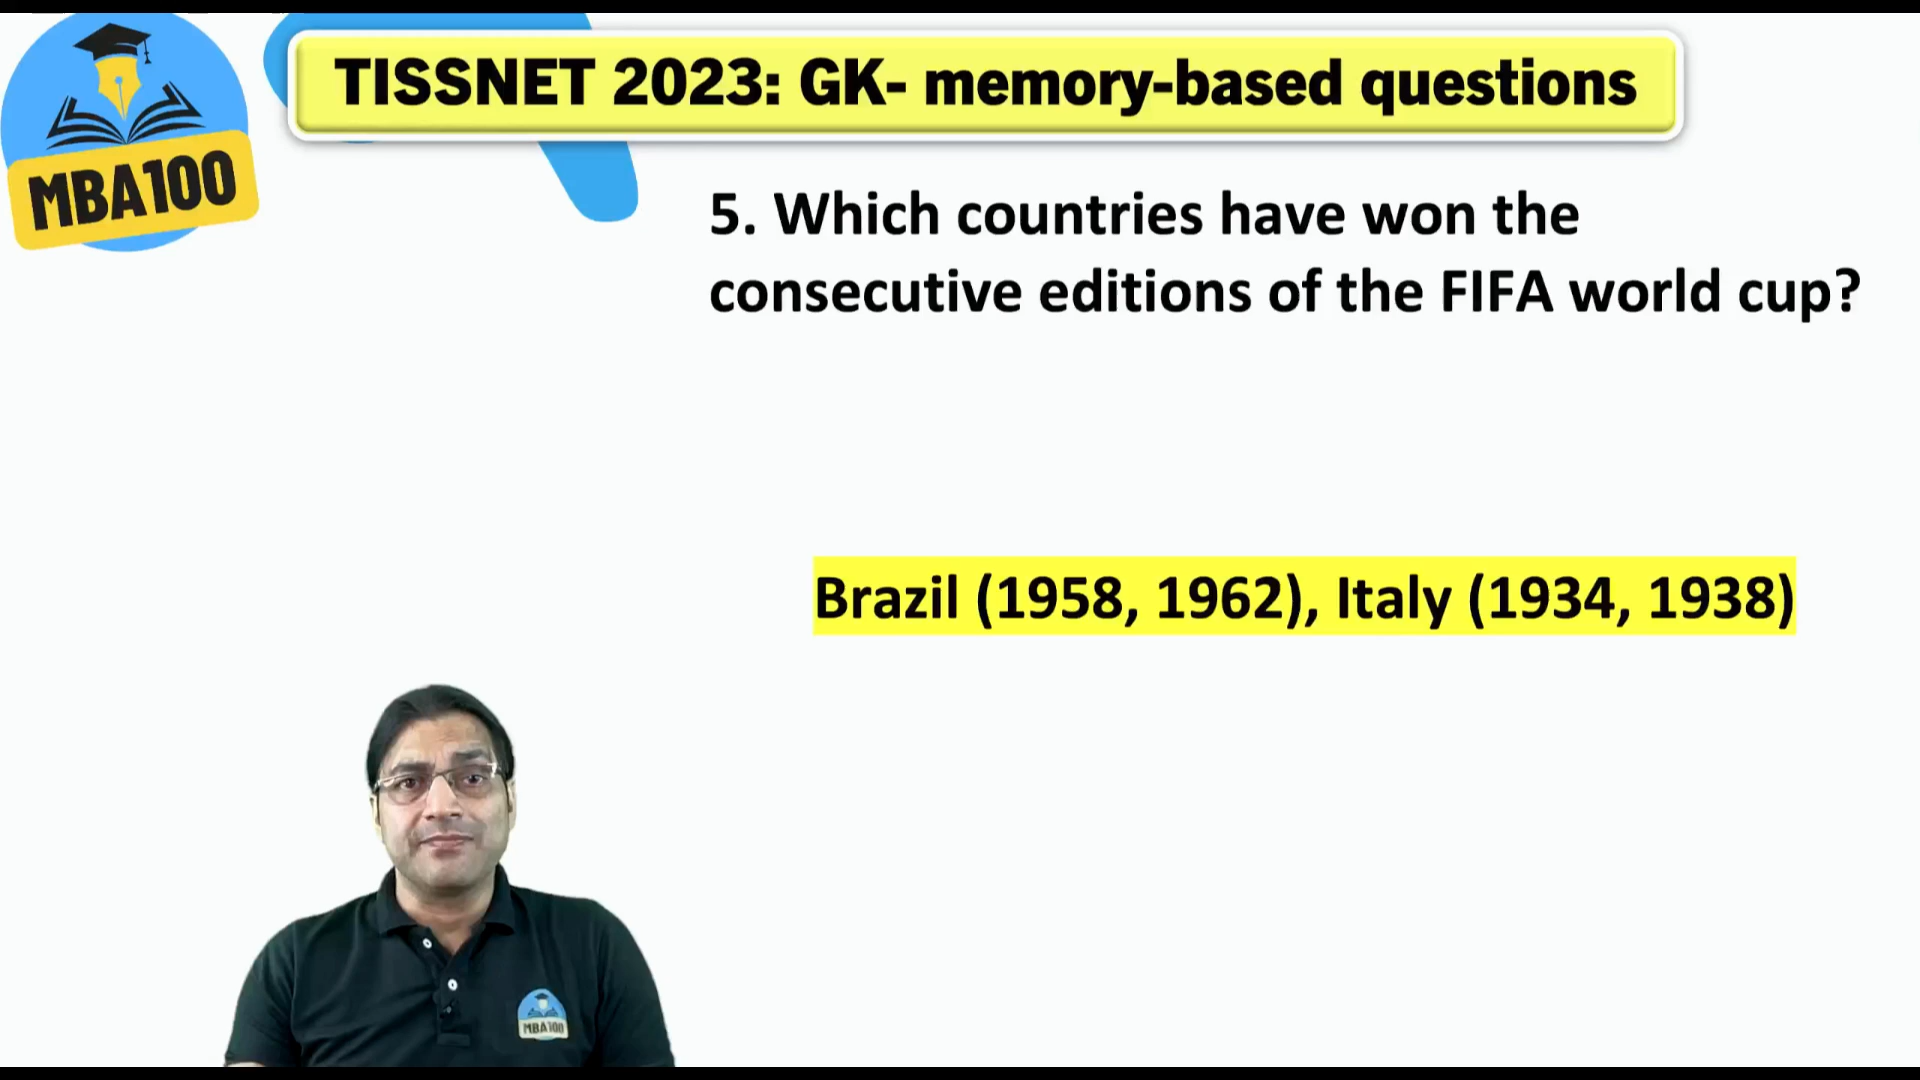 TISSNET 2023: GK- memory-based questions
MBA100
5. Which countries have won the
consecutive editions of the FIFA world cup?
Brazil (1958, 1962), Italy (1934, 1938)
MBA100